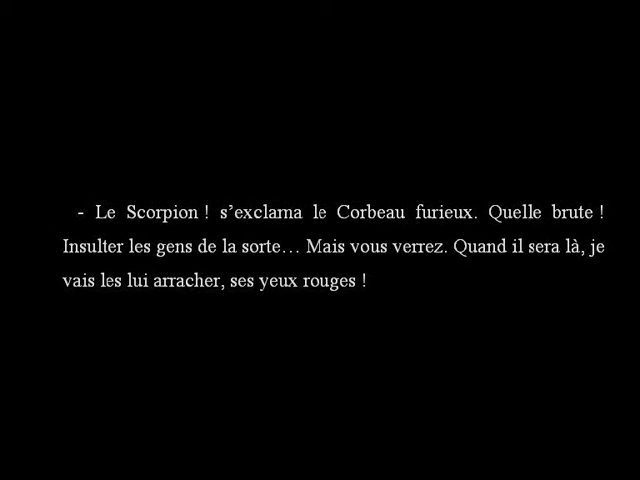 - Le Scorpion ! s’exclama le Corbeau furieux. Quelle brute !
Insulter les gens de la sorte… Mais vous verrez. Quand il sera là, je
vais les lui arracher, ses yeux rouges !